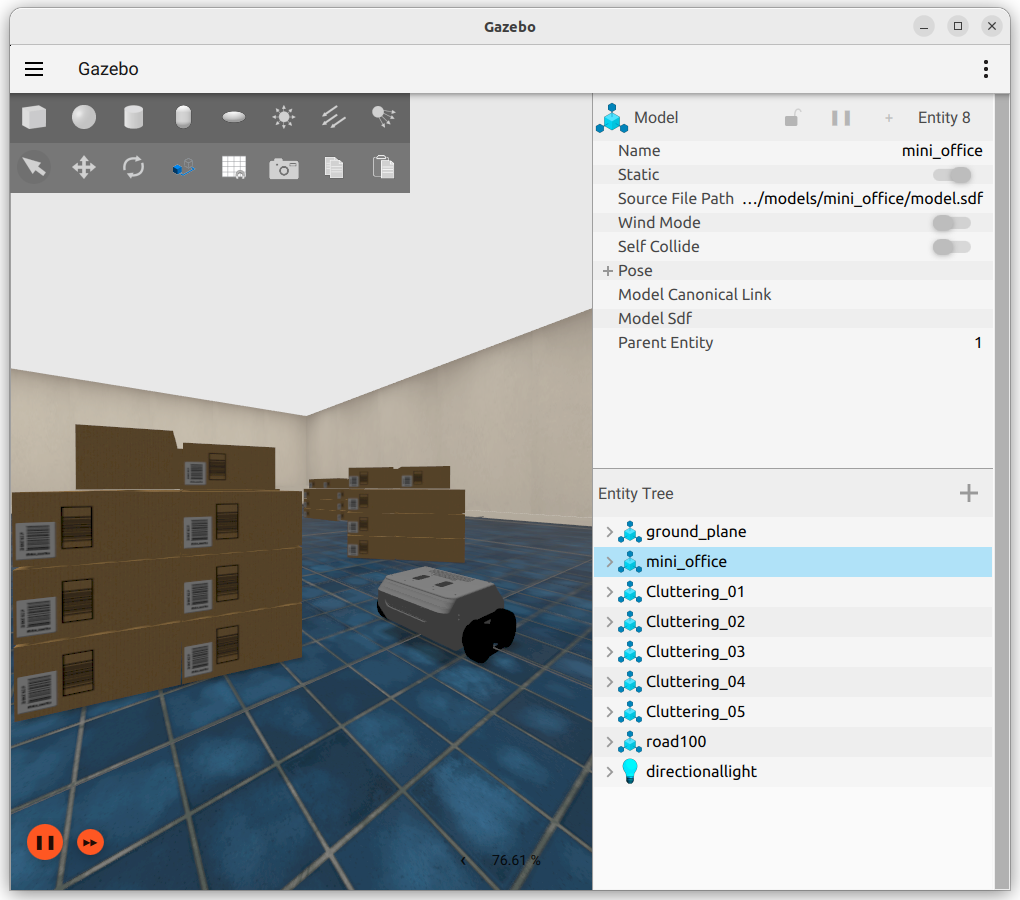 Gazebo
Gazebo
Model
Entity 8
Name mini_office
Static
Source File Path …/models/mini_office/model.sdf
Wind Mode
Self Collide
Pose
Model Canonical Link
Model Sdf
Parent Entity 1
Entity Tree
ground_plane
mini_office
Cluttering_01
Cluttering_02
Cluttering_03
Cluttering_04
Cluttering_05
road100
directionallight
76.61 %